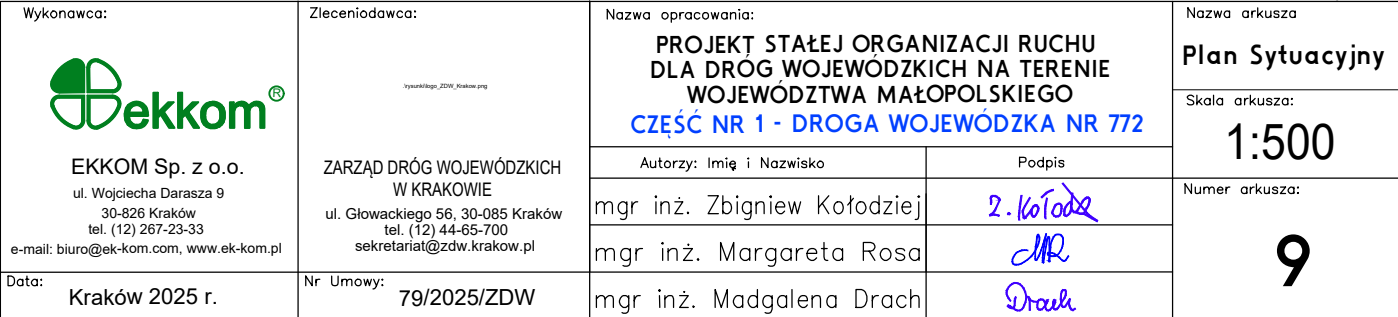 Wykonawca:
ekkom®
EKKOM Sp. z o.o.
ul. Wojciecha Darasza 9
30-826 Kraków
tel. (12) 267-23-33
e-mail: biuro@ek-kom.com, www.ek-kom.pl
Data:
Kraków 2025 r.
Zleceniodawca:
.\rysunki\logo_ZDW_Krakow.png
ZARZĄD DRÓG WOJEWÓDZKICH
W KRAKOWIE
ul. Głowackiego 56, 30-085 Kraków
tel. (12) 44-65-700
sekretariat@zdw.krakow.pl
Nr Umowy:
79/2025/ZDW
Nazwa opracowania:
PROJEKT STAŁEJ ORGANIZACJI RUCHU
DLA DRÓG WOJEWÓDZKICH NA TERENIE
WOJEWÓDZTWA MAŁOPOLSKIEGO
CZĘŚĆ NR 1 - DROGA WOJEWÓDZKA NR 772
Autorzy: Imię i Nazwisko
Podpis
mgr inż. Zbigniew Kołodziej
Z. Kołodz
mgr inż. Margareta Rosa
MR
mgr inż. Madgalena Drach
Drach
Nazwa arkusza
Plan Sytuacyjny
Skala arkusza:
1:500
Numer arkusza:
9